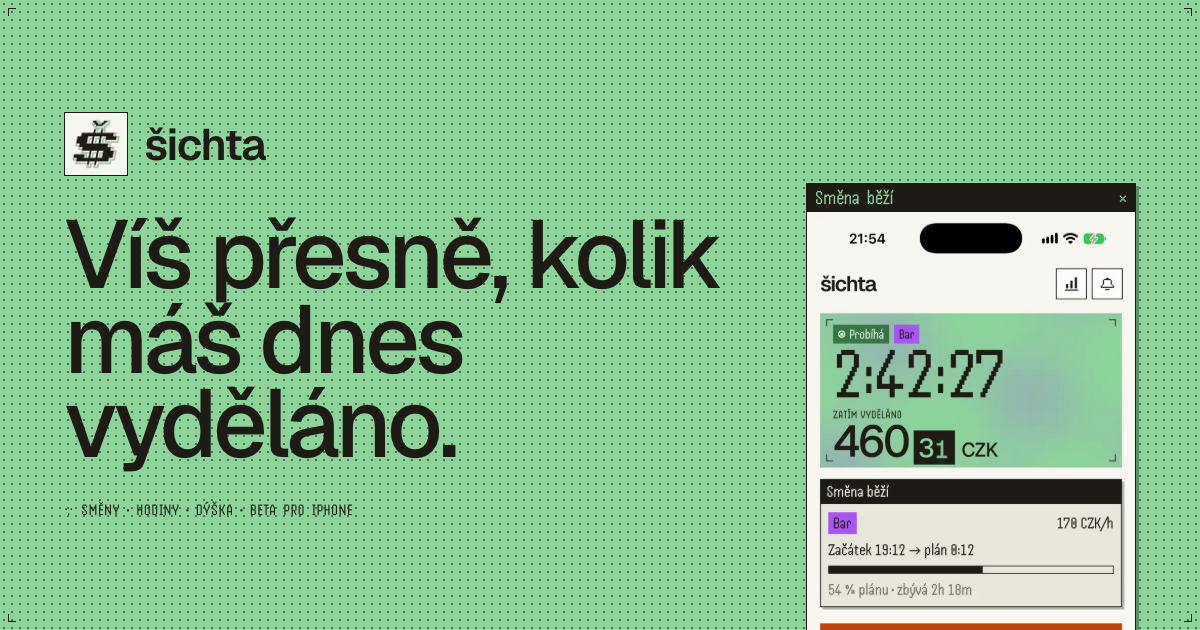 šichta
Víš přesně, kolik
máš dnes
vyděláno.
SMĚNY · HODINY · DÝŠKA · BETA PRO IPHONE
Směna běží ×
21:54
šichta
Probíhá Bar
2:42:27
ZATÍM VYDĚLÁNO
460 31 CZK
Směna běží
Bar 170 CZK/h
Začátek 19:12 → plán 0:12
54 % plánu · zbývá 2h 18m